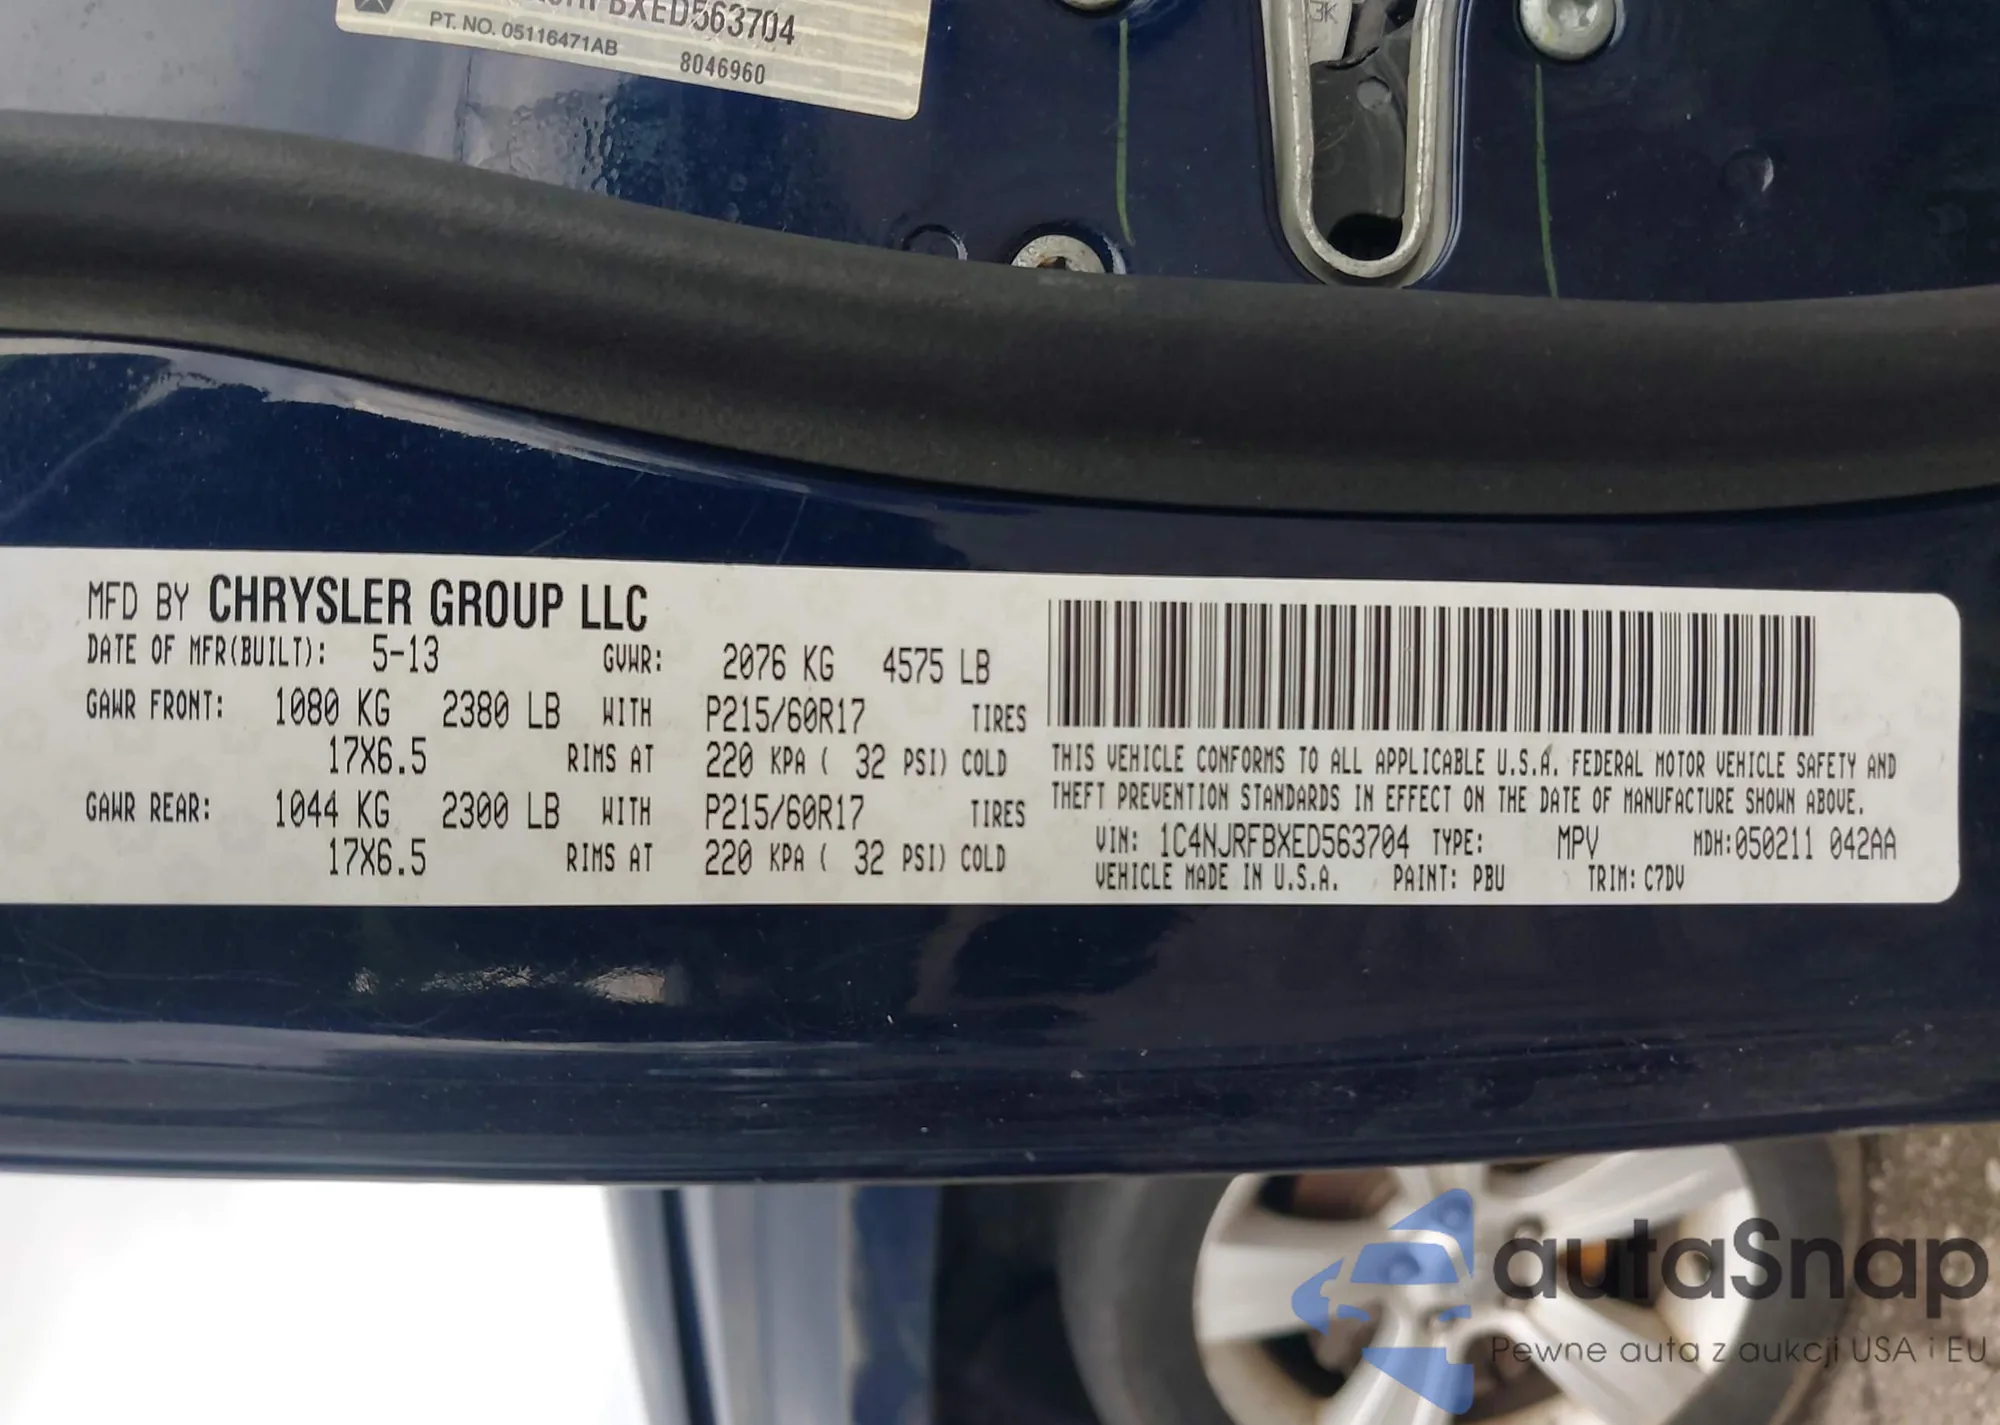 BXED563704
PT. NO. 05116471AB 8046960
3K
MFD BY CHRYSLER GROUP LLC
DATE OF MFR(BUILT): 5-13 GVWR: 2076 KG 4575 LB
GAWR FRONT: 1080 KG 2380 LB WITH P215/60R17 TIRES
17X6.5 RIMS AT 220 KPA ( 32 PSI) COLD
GAWR REAR: 1044 KG 2300 LB WITH P215/60R17 TIRES
17X6.5 RIMS AT 220 KPA ( 32 PSI) COLD
THIS VEHICLE CONFORMS TO ALL APPLICABLE U.S.A. FEDERAL MOTOR VEHICLE SAFETY AND
THEFT PREVENTION STANDARDS IN EFFECT ON THE DATE OF MANUFACTURE SHOWN ABOVE.
VIN: 1C4NJRFBXED563704 TYPE: MPV MDH:050211 042AA
VEHICLE MADE IN U.S.A. PAINT: PBU TRIM: C7DV
autaSnap
Pewne auta z aukcji USA i EU